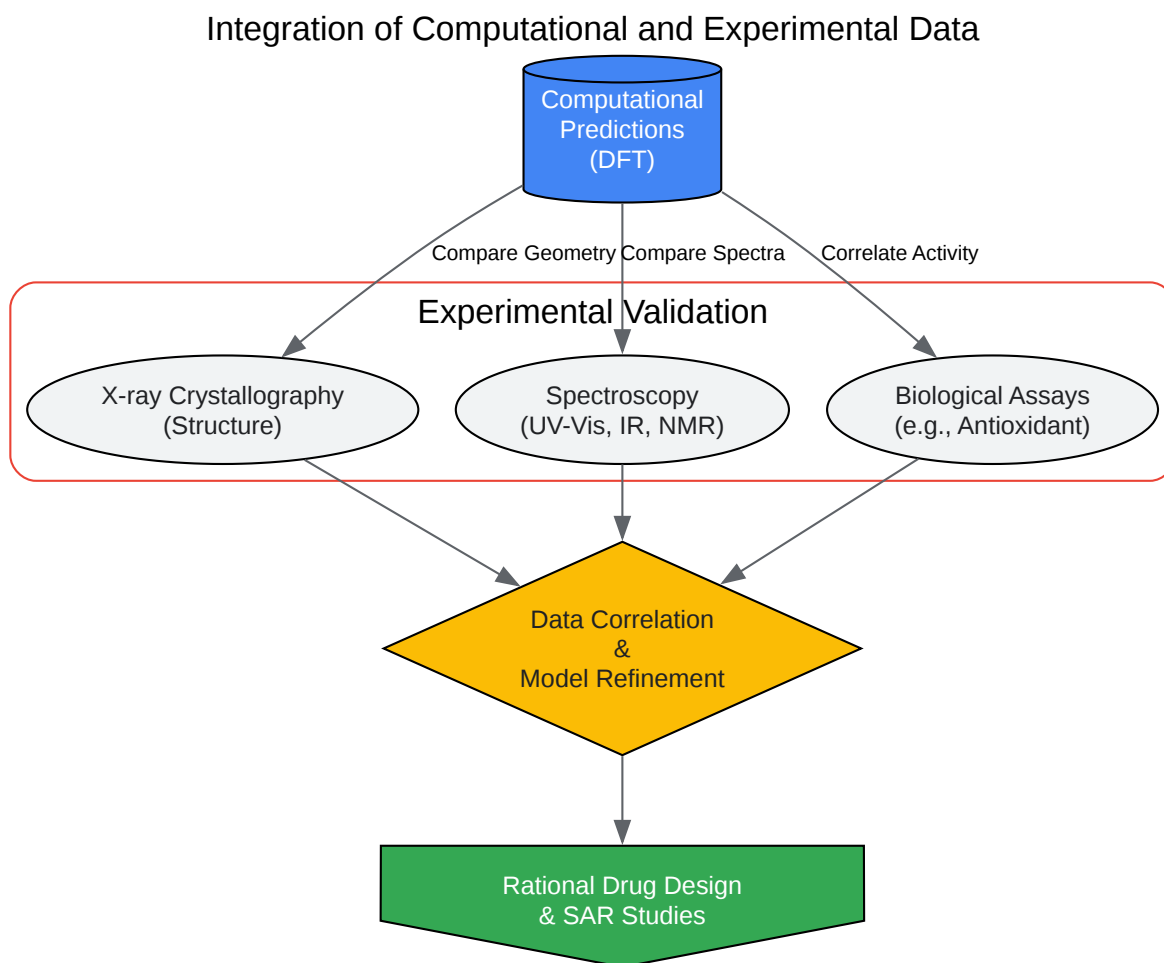 Integration of Computational and Experimental Data
Computational
Predictions
(DFT)
Compare Geometry
Compare Spectra
Correlate Activity
Experimental Validation
X-ray Crystallography
(Structure)
Spectroscopy
(UV-Vis, IR, NMR)
Biological Assays
(e.g., Antioxidant)
Data Correlation
&
Model Refinement
Rational Drug Design
& SAR Studies